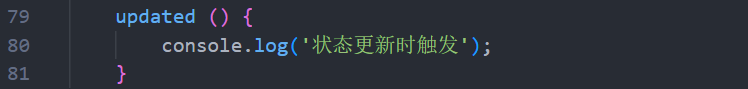 79 updated () {
80 console.log('状态更新时触发');
81 }